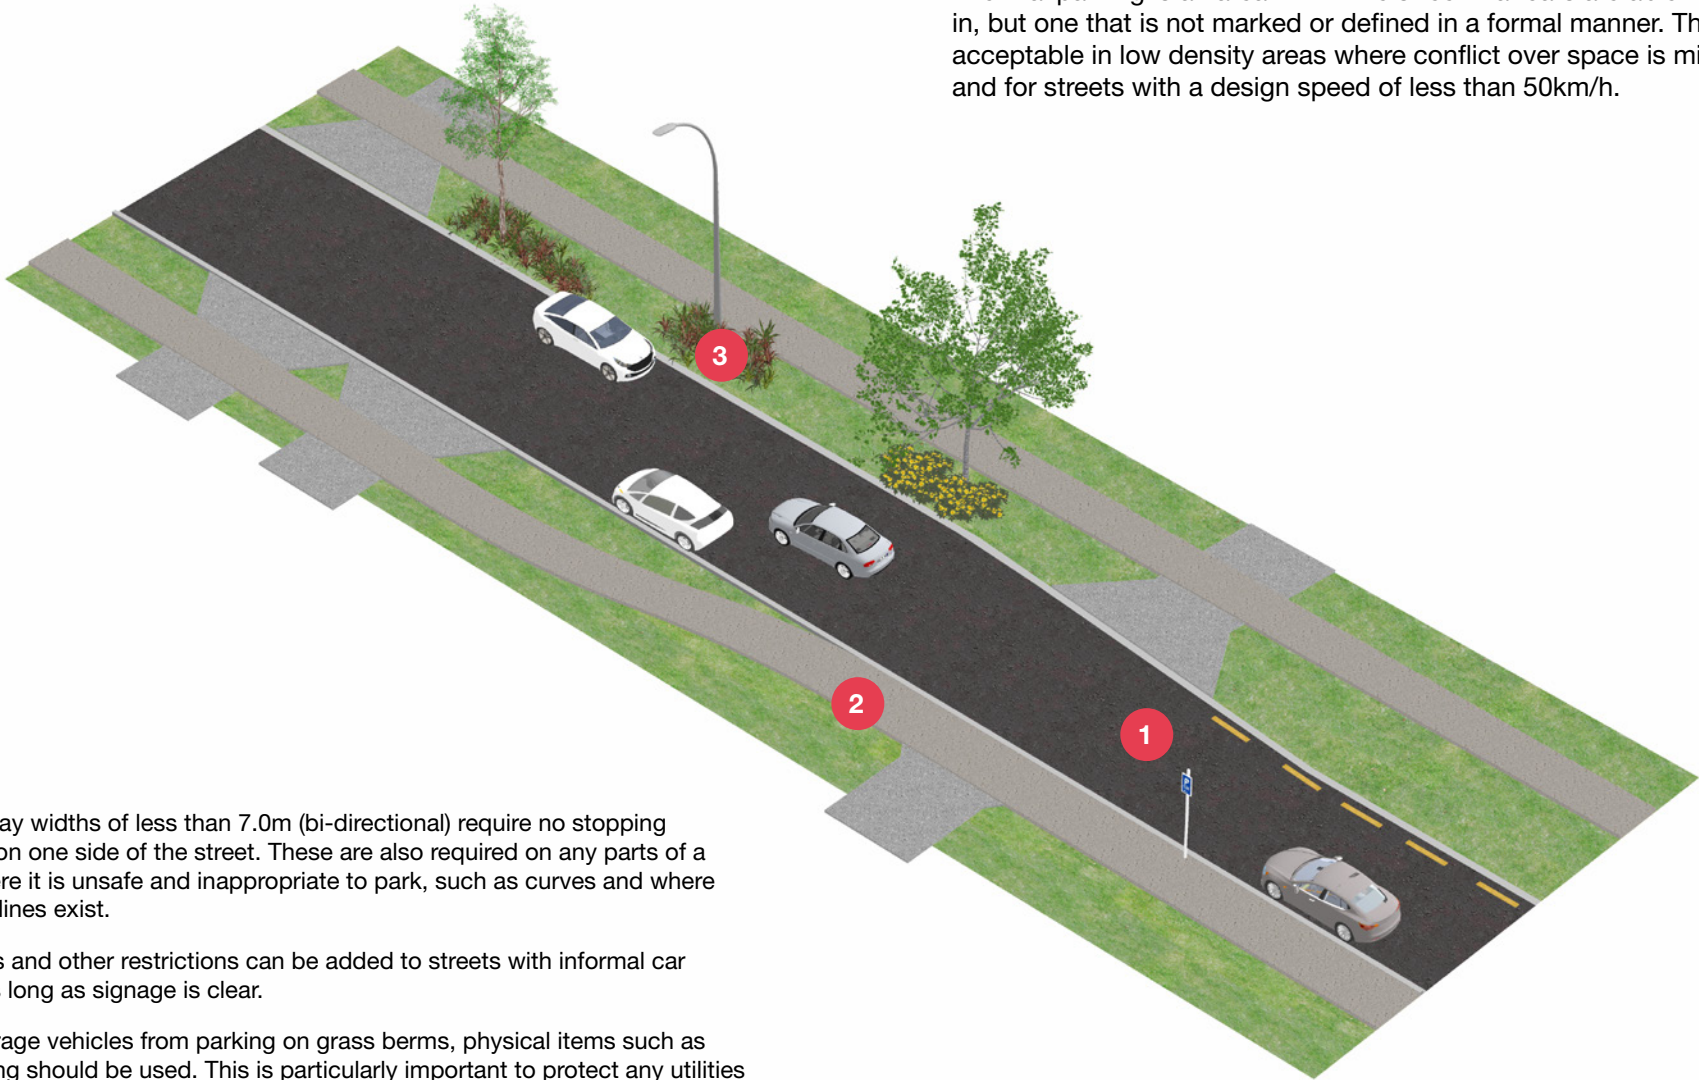 in, but one that is not marked or defined in a formal manner. Th
acceptable in low density areas where conflict over space is mi
and for streets with a design speed of less than 50km/h.
3
2
1
ay widths of less than 7.0m (bi-directional) require no stopping
on one side of the street. These are also required on any parts of a
ere it is unsafe and inappropriate to park, such as curves and where
lines exist.
s and other restrictions can be added to streets with informal car
s long as signage is clear.
rage vehicles from parking on grass berms, physical items such as
ng should be used. This is particularly important to protect any utilities